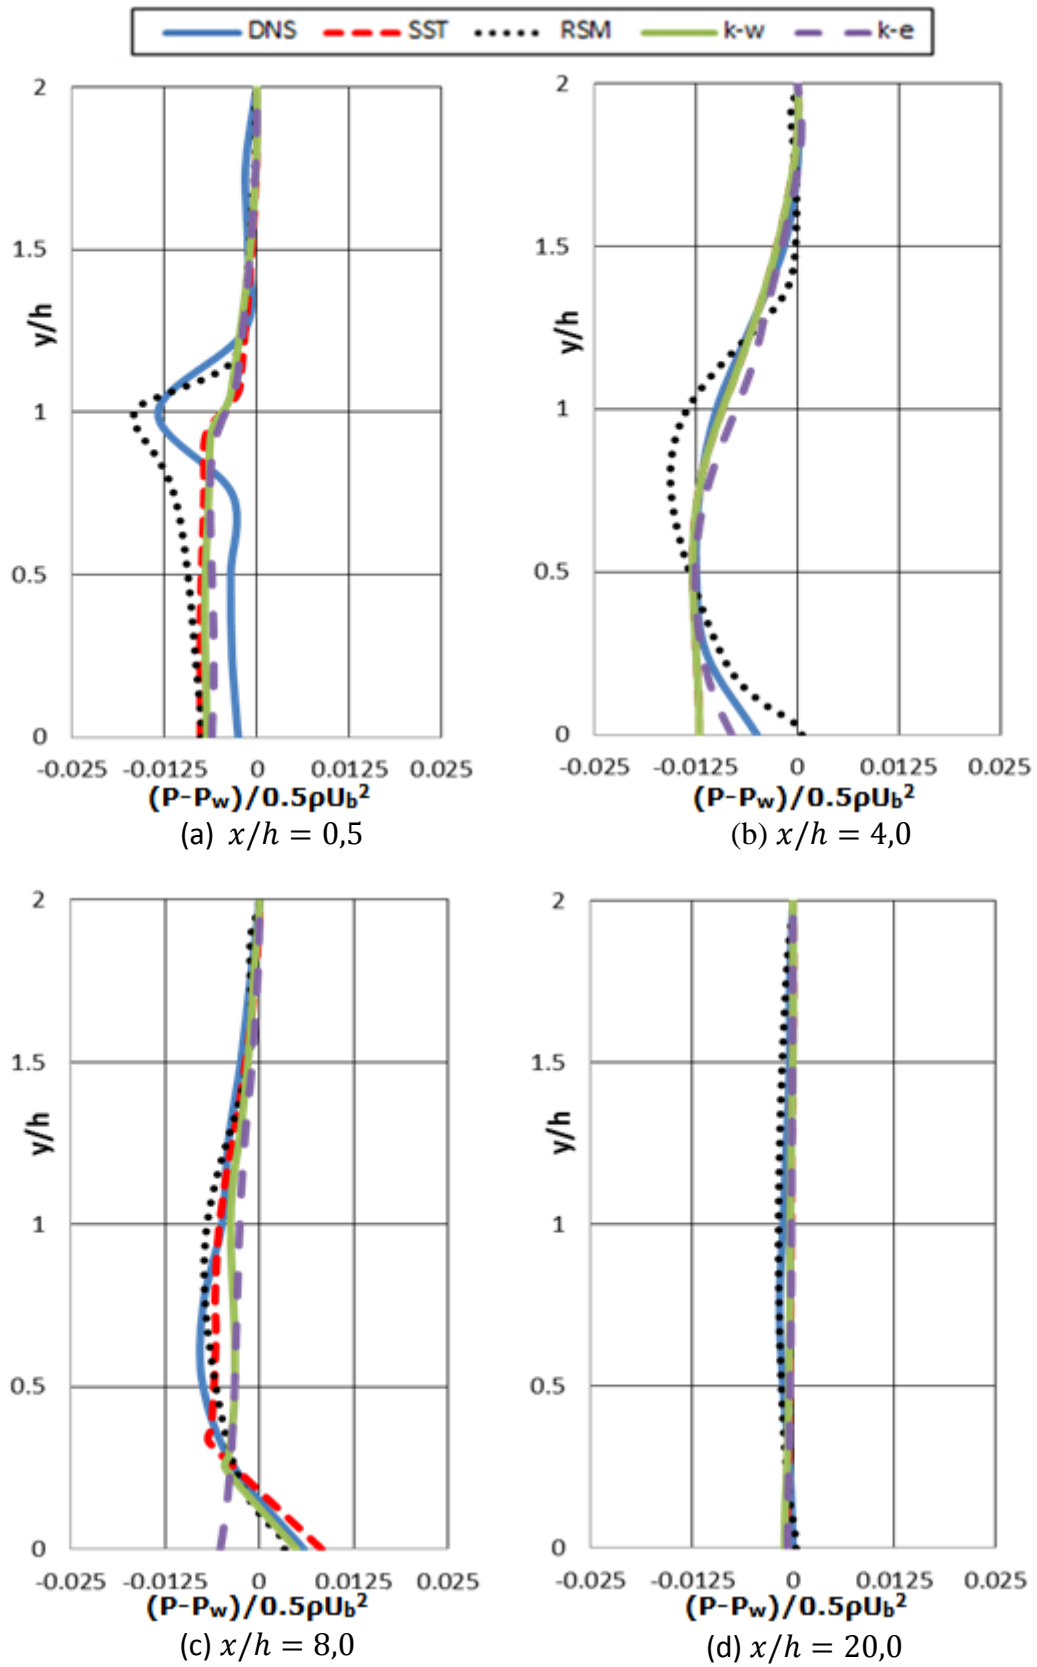 DNS SST RSM k-w k-e
2
1.5
1
0.5
0
y/h
-0.025 -0.0125 0 0.0125 0.025
(P-Pw)/0.5ρUb²
(a) x/h = 0,5
2
1.5
1
0.5
0
y/h
-0.025 -0.0125 0 0.0125 0.025
(P-Pw)/0.5ρUb²
(b) x/h = 4,0
2
1.5
1
0.5
0
y/h
-0.025 -0.0125 0 0.0125 0.025
(P-Pw)/0.5ρUb²
(c) x/h = 8,0
2
1.5
1
0.5
0
y/h
-0.025 -0.0125 0 0.0125 0.025
(P-Pw)/0.5ρUb²
(d) x/h = 20,0